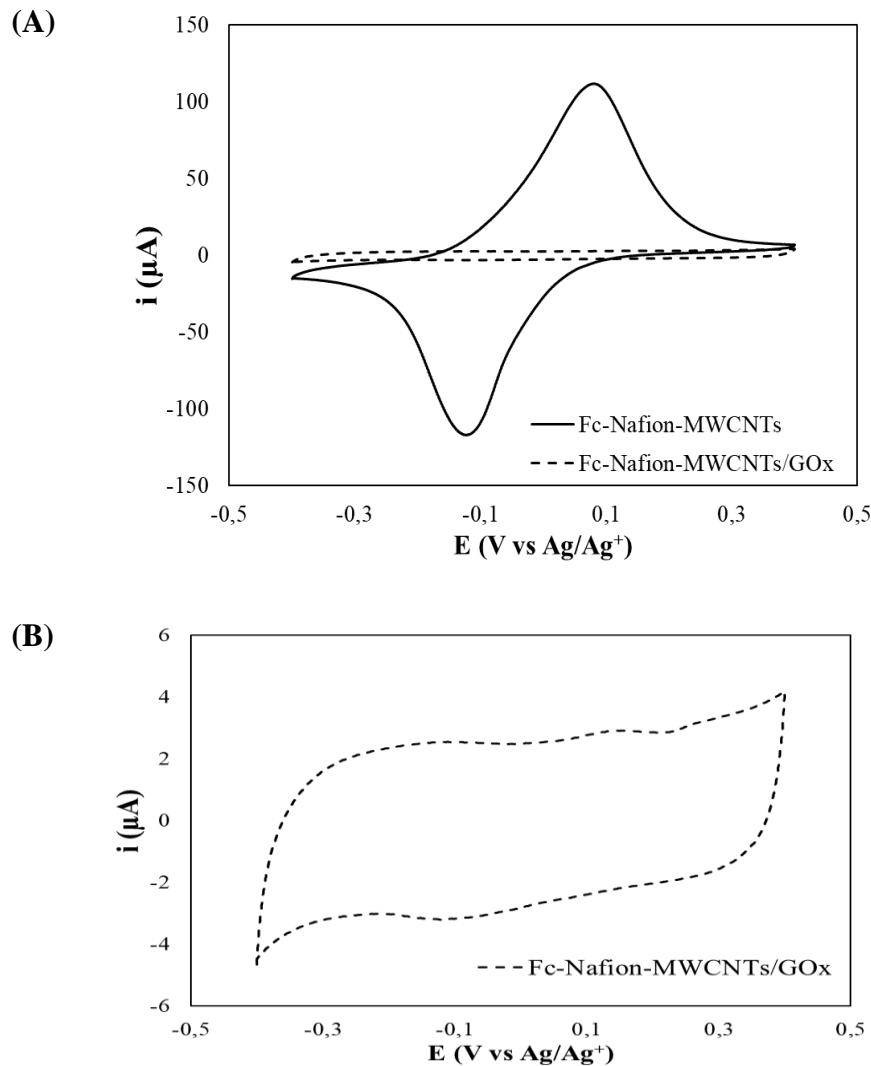 (A)
150
100
50
0
-50
-100
-150
i (µA)
Fc-Nafion-MWCNTs
Fc-Nafion-MWCNTs/GOx
-0,5 -0,3 -0,1 0,1 0,3 0,5
E (V vs Ag/Ag⁺)
(B)
6
4
2
0
-2
-4
-6
i (µA)
Fc-Nafion-MWCNTs/GOx
-0,5 -0,3 -0,1 0,1 0,3 0,5
E (V vs Ag/Ag⁺)